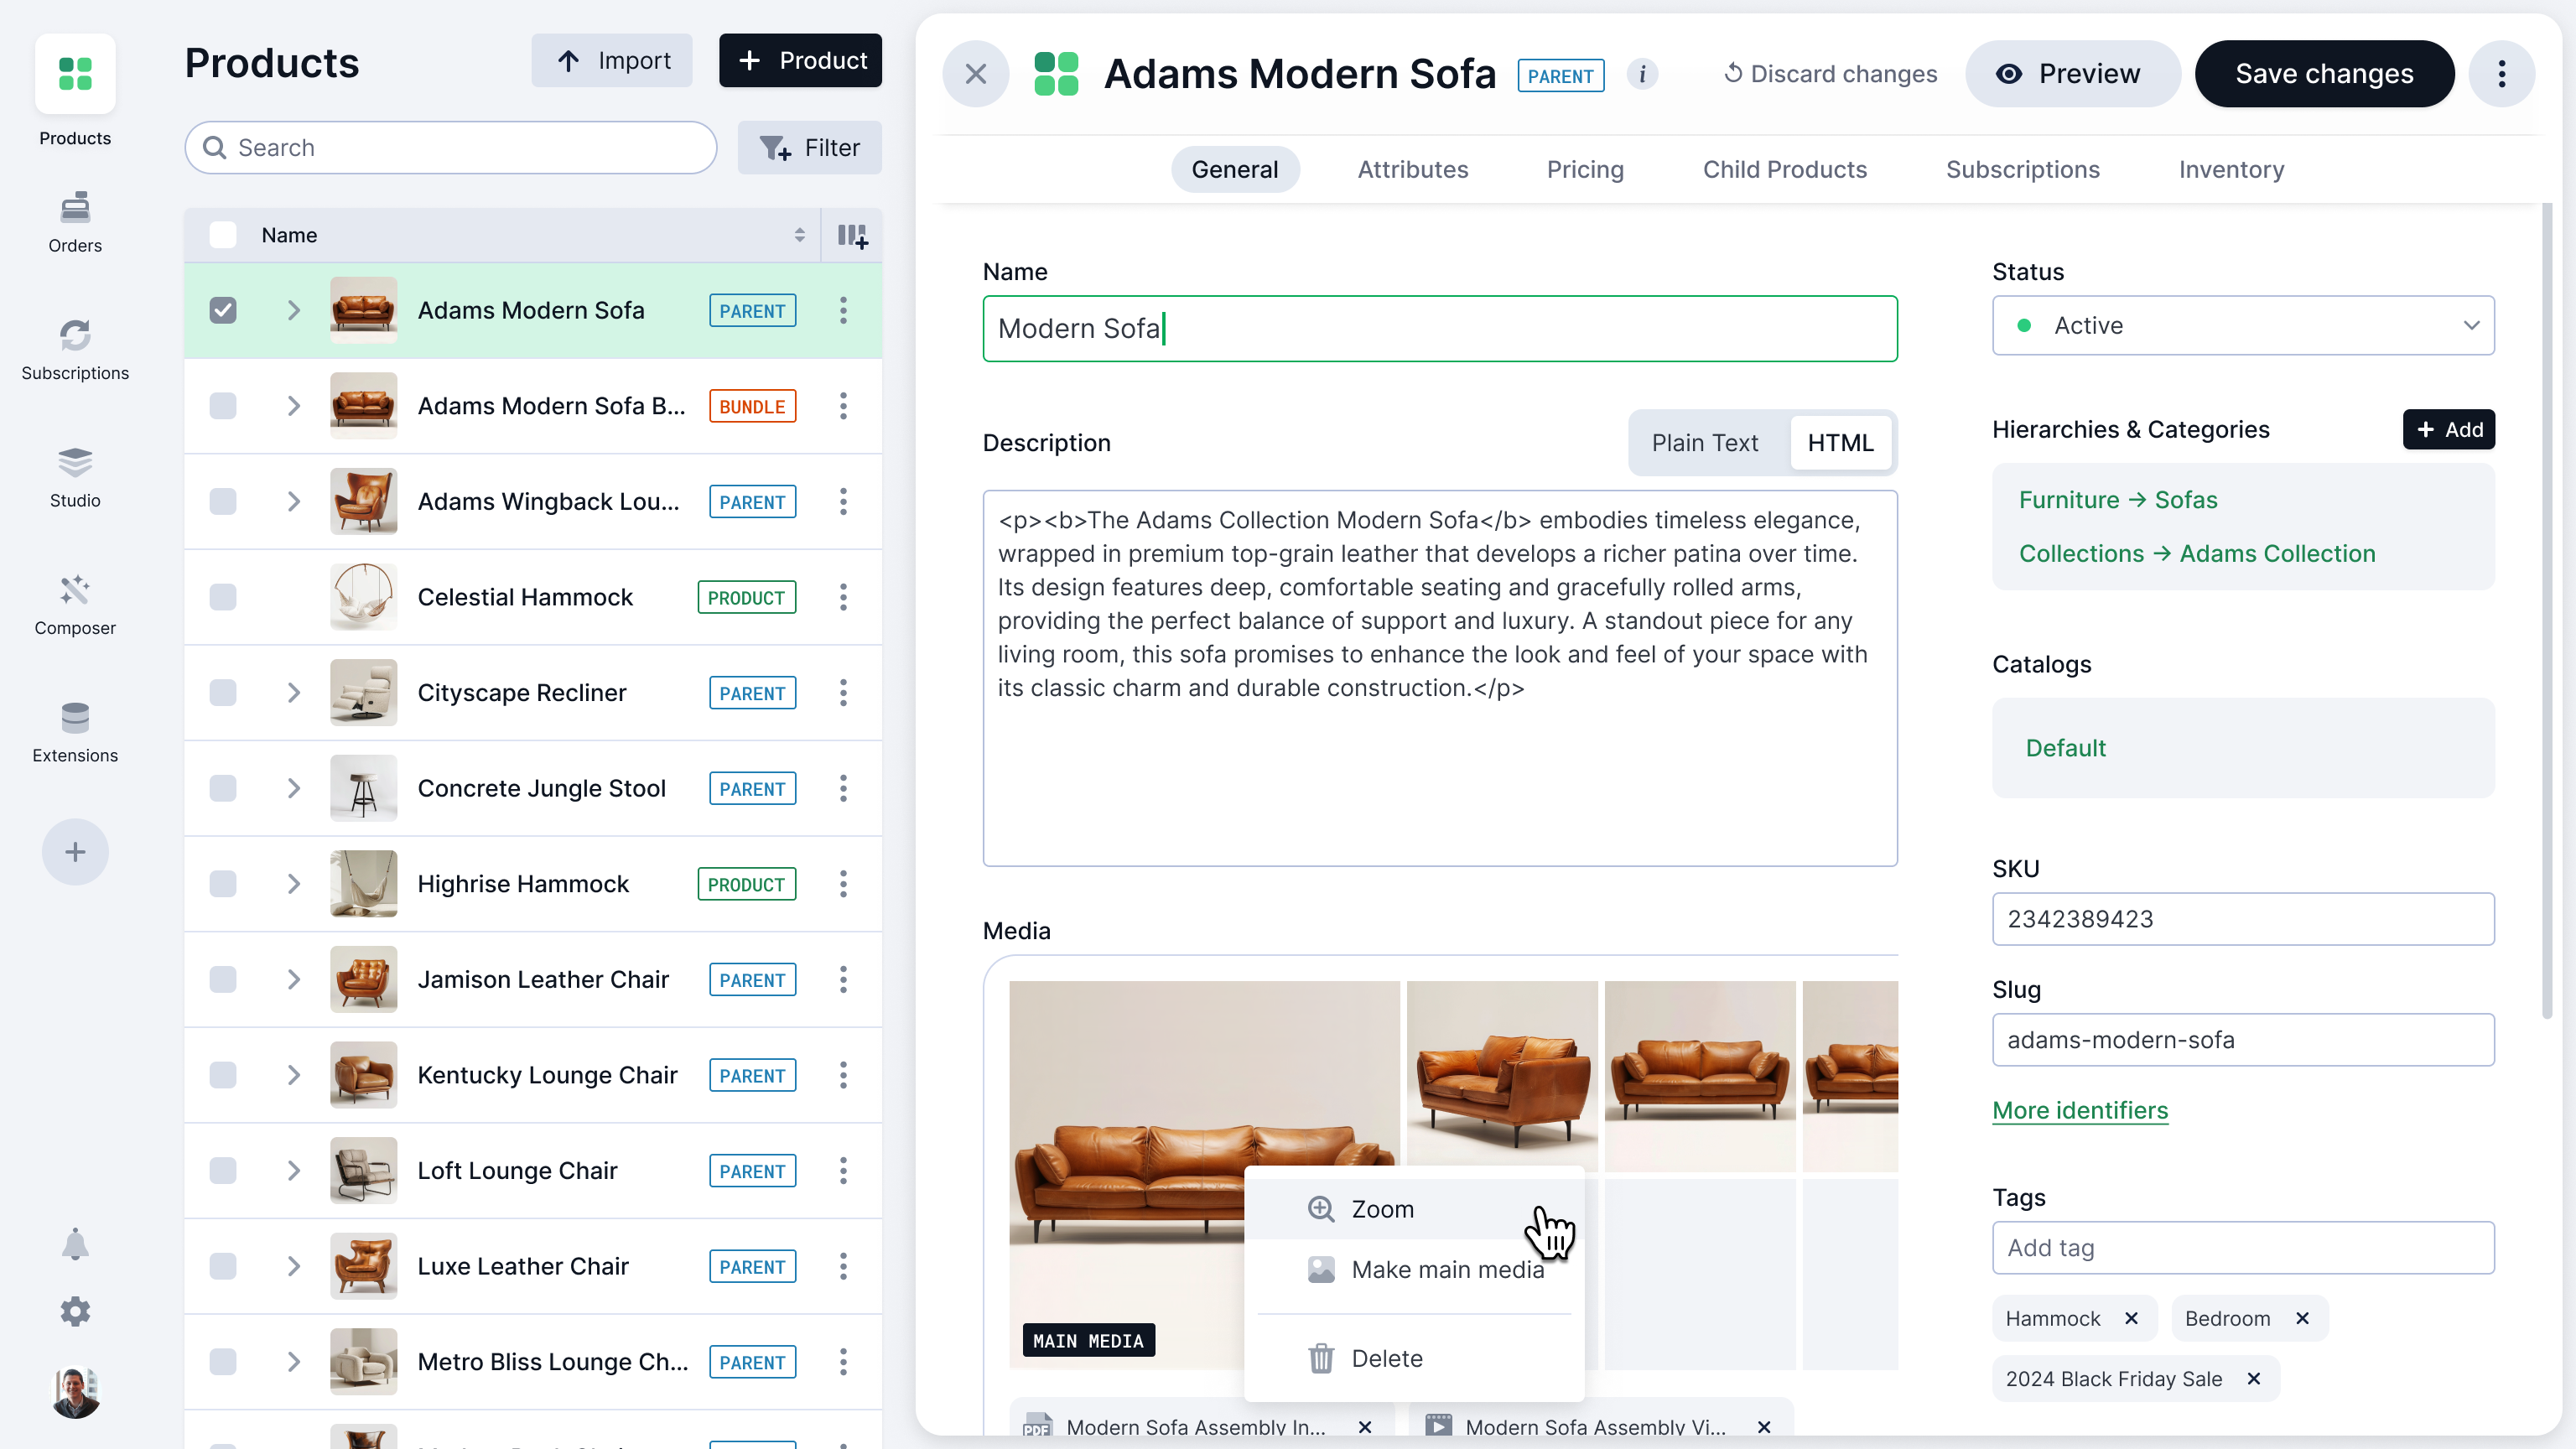 Products
Orders
Subscriptions
Studio
Composer
Extensions
Products
Import
Product
Search
Filter
Name
Adams Modern Sofa
PARENT
Adams Modern Sofa B...
BUNDLE
Adams Wingback Lou...
PARENT
Celestial Hammock
PRODUCT
Cityscape Recliner
PARENT
Concrete Jungle Stool
PARENT
Highrise Hammock
PRODUCT
Jamison Leather Chair
PARENT
Kentucky Lounge Chair
PARENT
Loft Lounge Chair
PARENT
Luxe Leather Chair
PARENT
Metro Bliss Lounge Ch...
PARENT
Adams Modern Sofa
PARENT
i
Discard changes
Preview
Save changes
General
Attributes
Pricing
Child Products
Subscriptions
Inventory
Name
Modern Sofa
Description
Plain Text
HTML
<p><b>The Adams Collection Modern Sofa</b> embodies timeless elegance,
wrapped in premium top-grain leather that develops a richer patina over time.
Its design features deep, comfortable seating and gracefully rolled arms,
providing the perfect balance of support and luxury. A standout piece for any
living room, this sofa promises to enhance the look and feel of your space with
its classic charm and durable construction.</p>
Media
MAIN MEDIA
Zoom
Make main media
Delete
PDF
Modern Sofa Assembly In...
Modern Sofa Assembly Vi...
Status
Active
Hierarchies & Categories
Add
Furniture → Sofas
Collections → Adams Collection
Catalogs
Default
SKU
2342389423
Slug
adams-modern-sofa
More identifiers
Tags
Add tag
Hammock
Bedroom
2024 Black Friday Sale